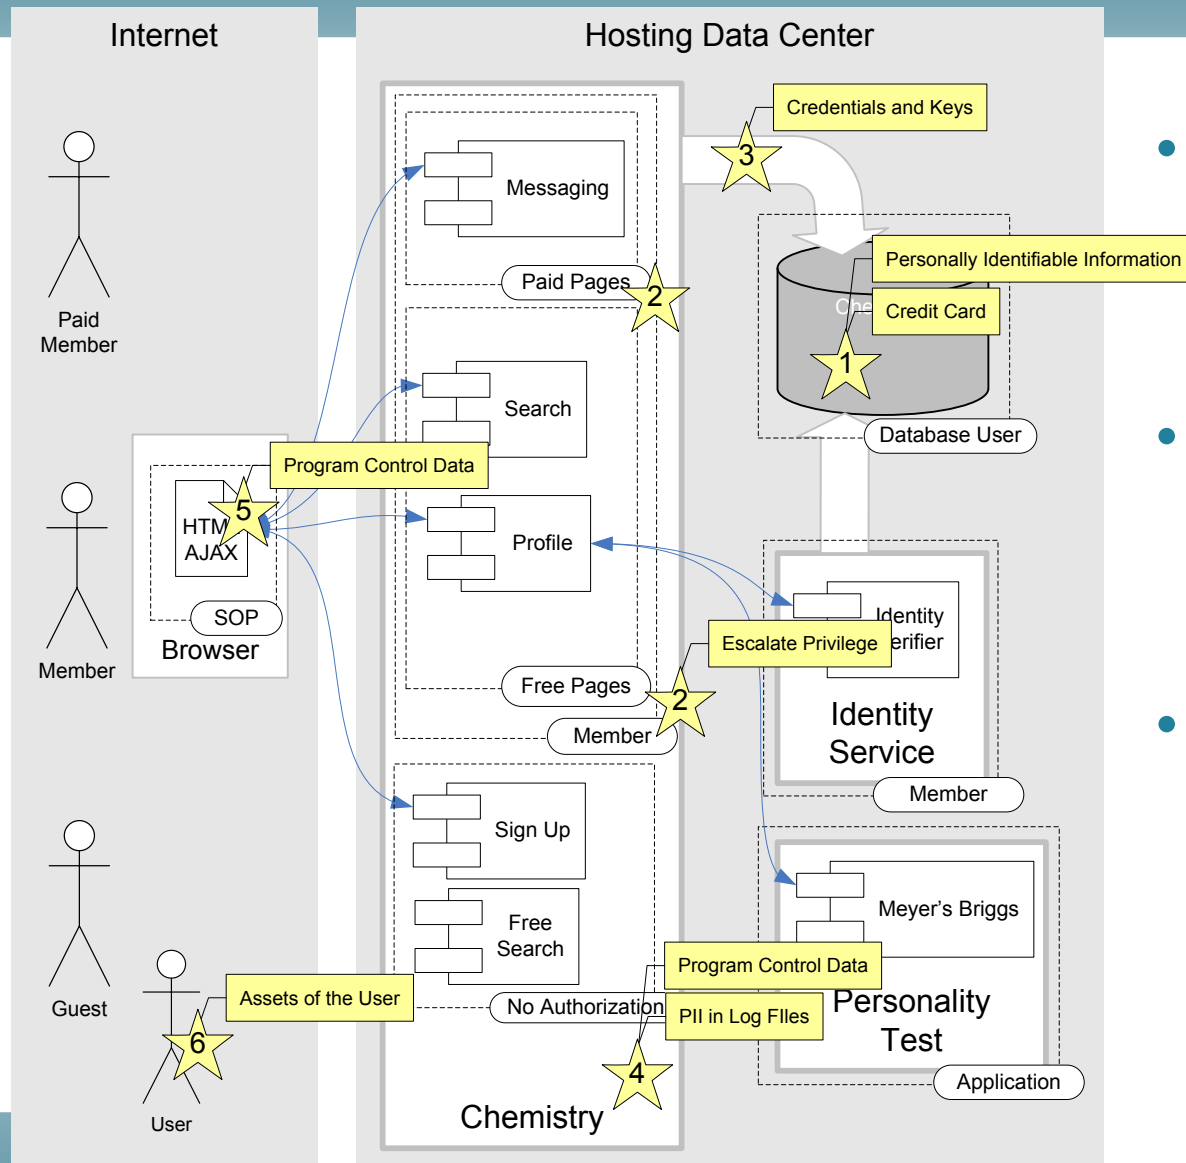 Internet
Hosting Data Center
Credentials and Keys
3
Messaging
Paid Pages
2
Personally Identifiable Information
Credit Card
1
Database User
Paid
Member
Search
Program Control Data
5
AJAX
SOP
Browser
Profile
Member
Identity
Escalate Privilege
2
Free Pages
Member
Identity
Service
Member
Sign Up
Free
Search
Meyer's Briggs
Program Control Data
PII in Log FIles
4
No Authorization
Personality
Test
Application
Guest
Assets of the User
6
User
Chemistry